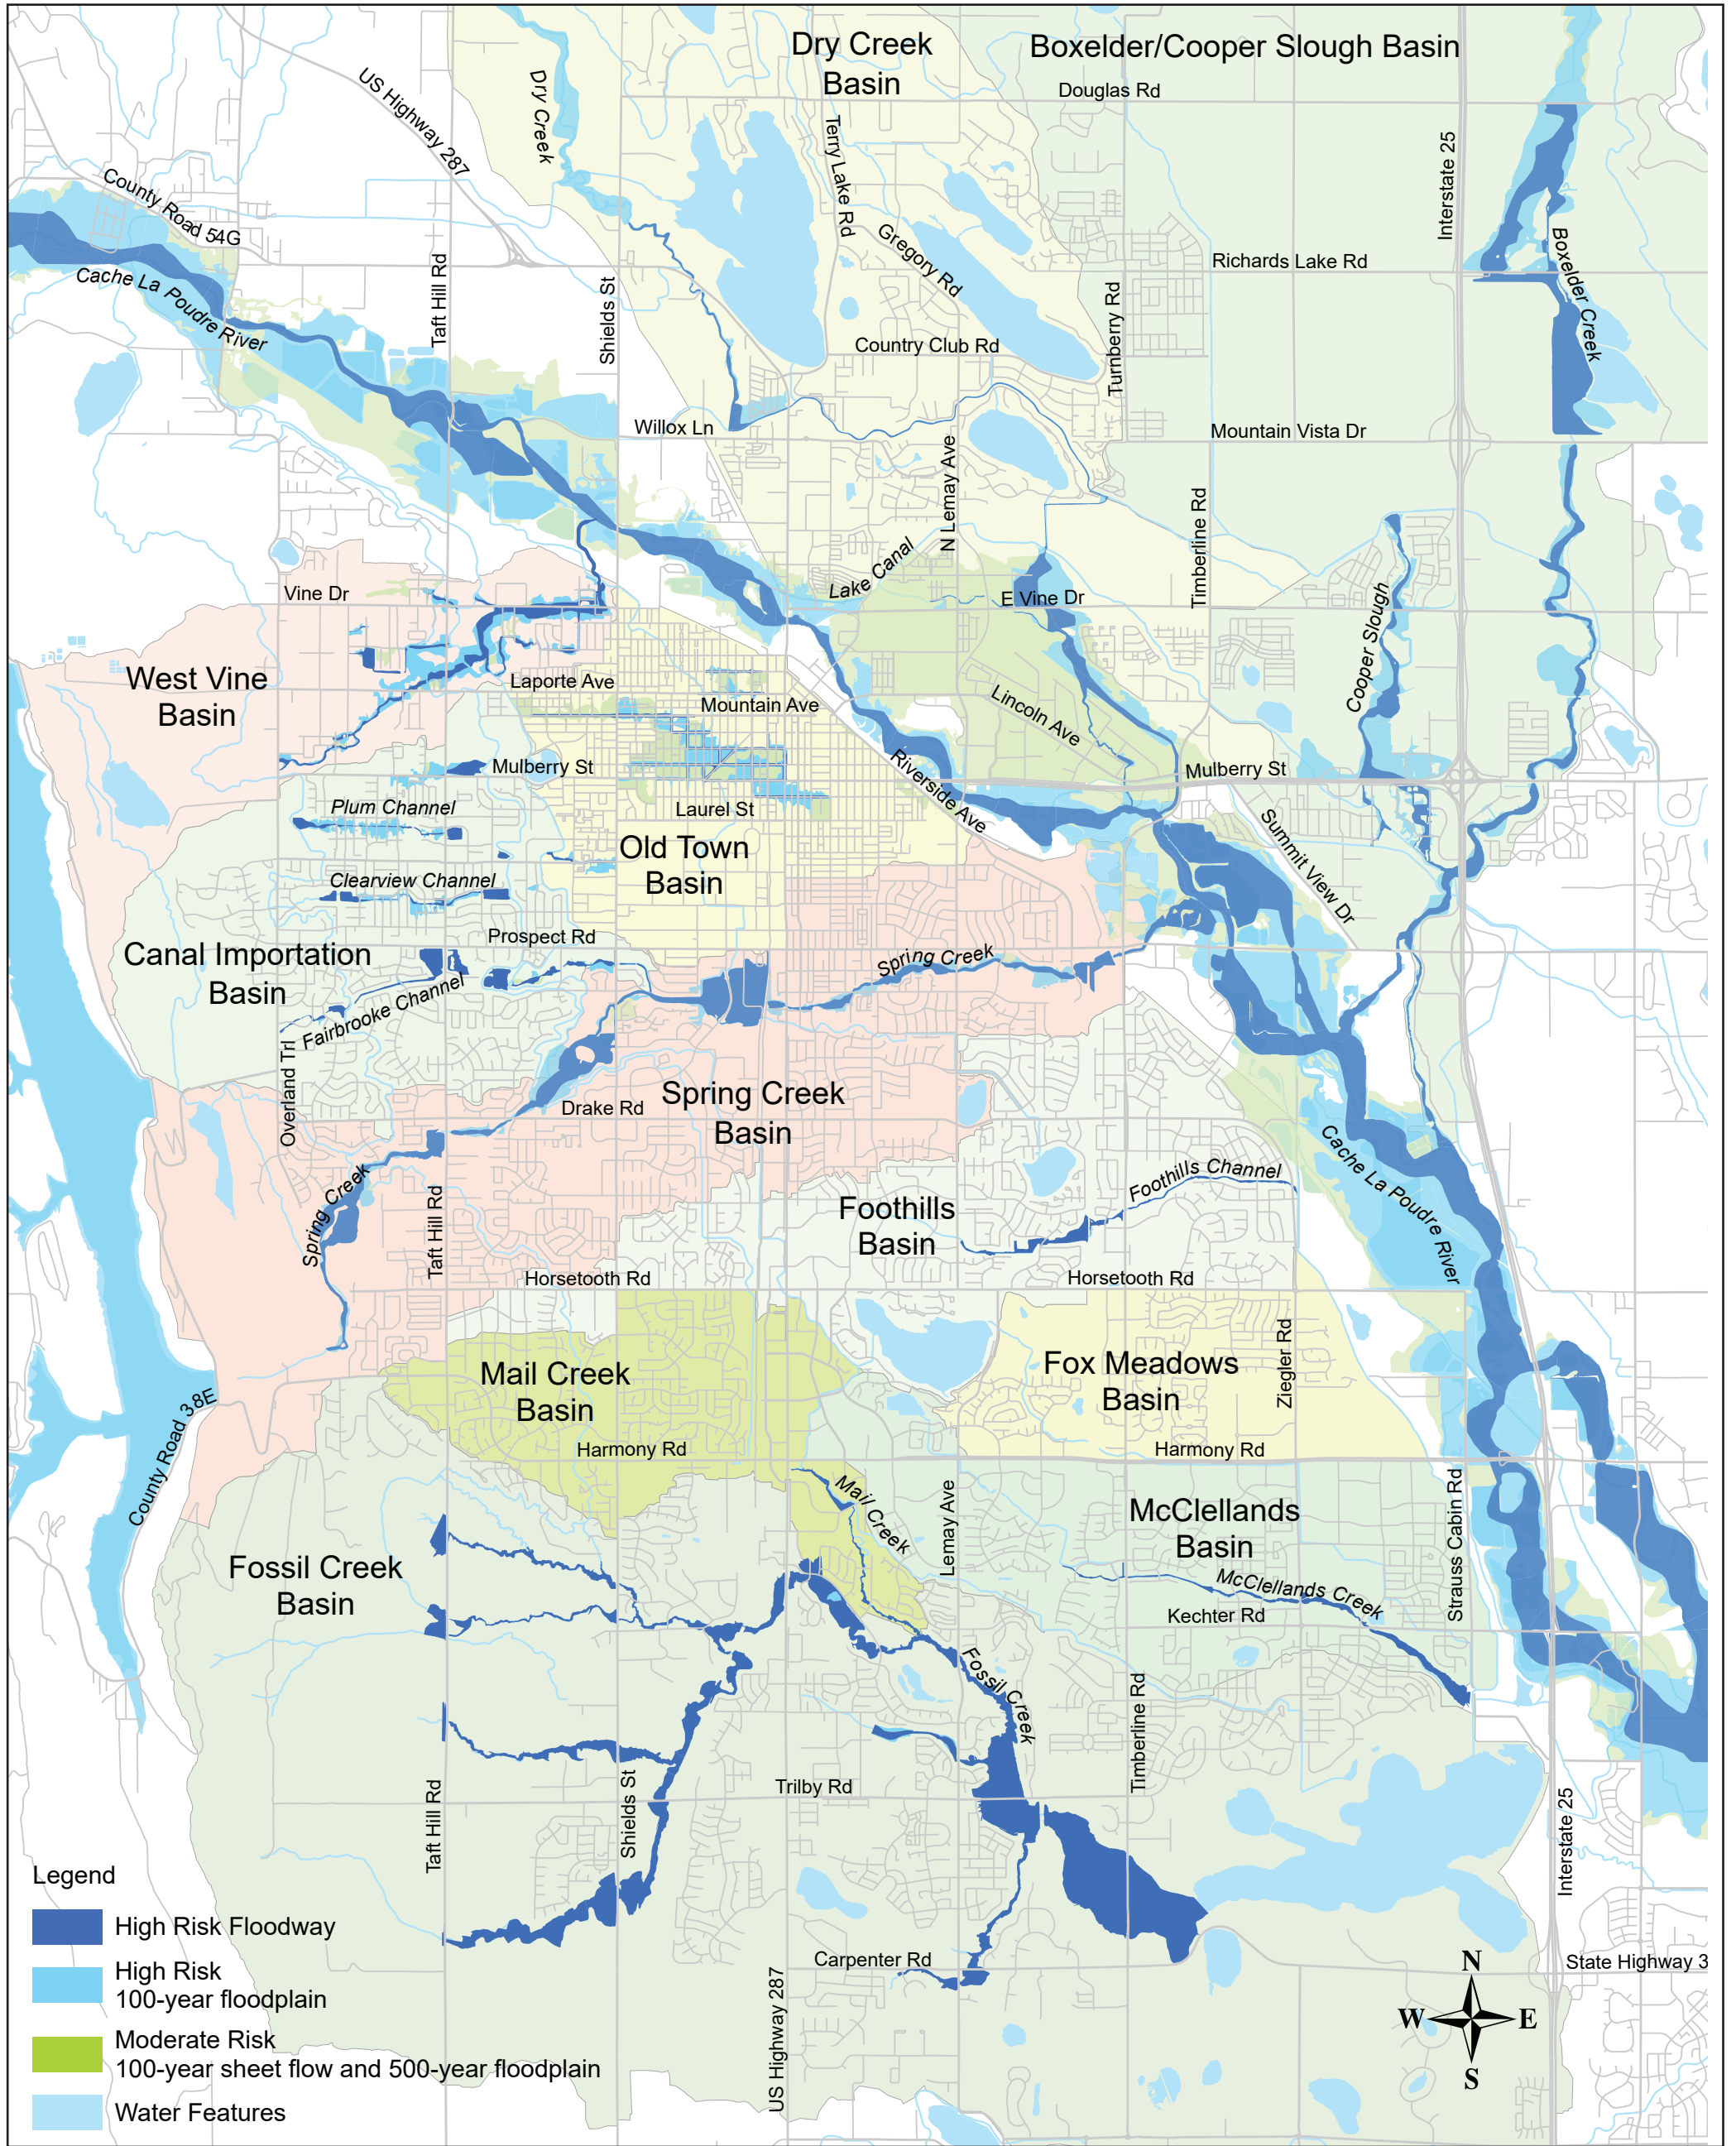 Dry Creek
Basin
Boxelder/Cooper Slough Basin
Douglas Rd
US Highway 287
Dry Creek
Terry Lake Rd
Interstate 25
County Road 54G
Gregory Rd
Richards Lake Rd
Boxelder Creek
Cache La Poudre River
Taft Hill Rd
Shields St
Country Club Rd
Turnberry Rd
Willox Ln
Mountain Vista Dr
N Lemay Ave
Timberline Rd
Lake Canal
Vine Dr
E Vine Dr
Cooper Slough
West Vine
Basin
Laporte Ave
Mountain Ave
Lincoln Ave
Mulberry St
Riverside Ave
Mulberry St
Plum Channel
Laurel St
Summit View Dr
Old Town
Basin
Clearview Channel
Prospect Rd
Canal Importation
Basin
Spring Creek
Fairbrooke Channel
Overland Trl
Spring Creek
Basin
Drake Rd
Cache La Poudre River
Spring Creek
Foothills Channel
Taft Hill Rd
Foothills
Basin
Horsetooth Rd
Horsetooth Rd
Mail Creek
Basin
Fox Meadows
Basin
Ziegler Rd
County Road 38E
Harmony Rd
Harmony Rd
Mail Creek
Lemay Ave
McClellands
Basin
Strauss Cabin Rd
Fossil Creek
Basin
McClellands Creek
Kechter Rd
Fossil Creek
Timberline Rd
Trilby Rd
Taft Hill Rd
Shields St
Interstate 25
Legend
High Risk Floodway
Carpenter Rd
State Highway 3
High Risk
100-year floodplain
US Highway 287
N
W
E
S
Moderate Risk
100-year sheet flow and 500-year floodplain
Water Features